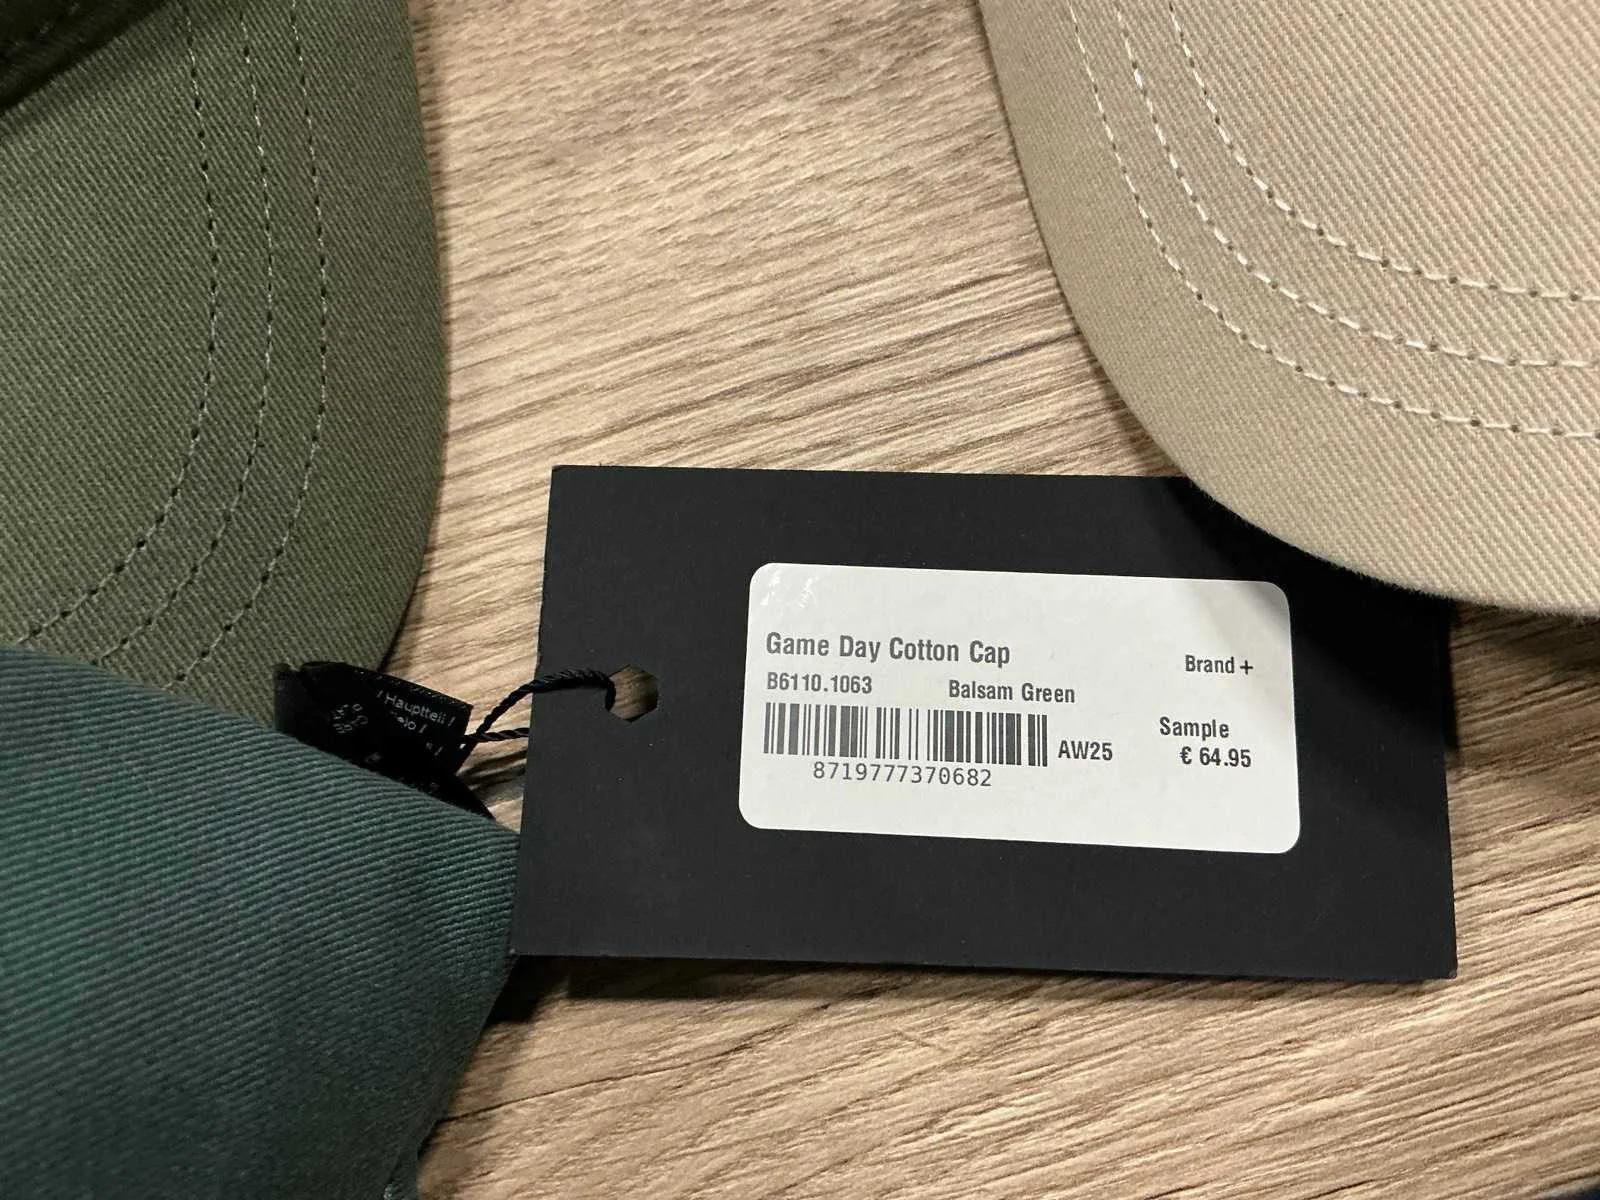 Game Day Cotton Cap
Brand +
B6110.1063 Balsam Green
AW25
Sample
€ 64.95
8719777370682
/ Hauptteil /